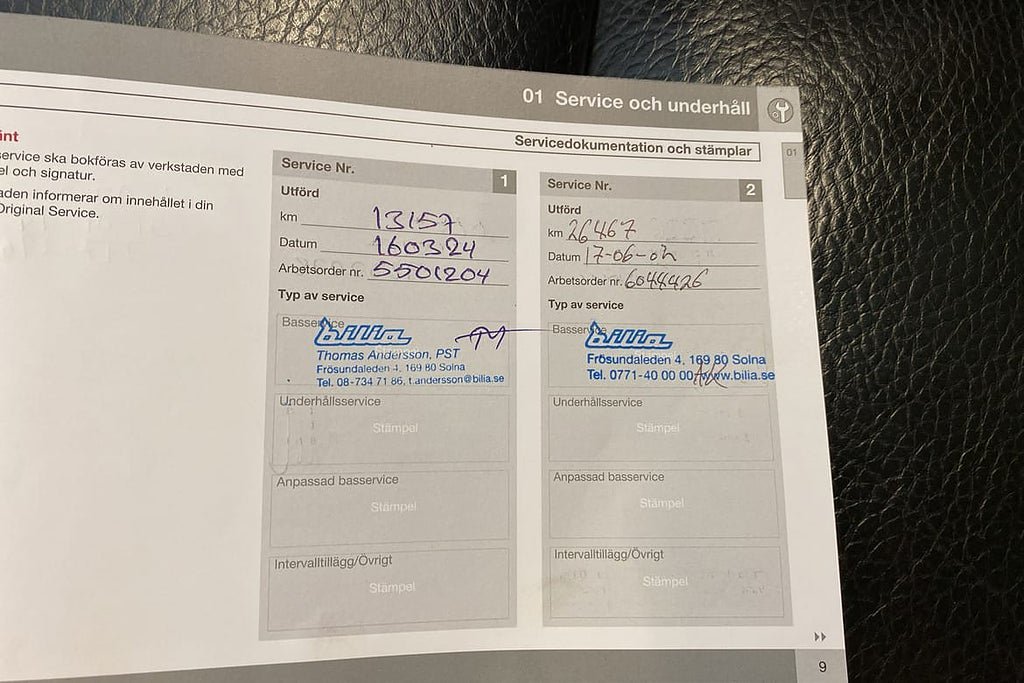 01 Service och underhåll
Servicedokumentation och stämplar
01
ervice ska bokföras av verkstaden med
el och signatur.
aden informerar om innehållet i din
Original Service.
Service Nr. 1
Utförd
km 13157
Datum 160324
Arbetsorder nr. 5501204
Typ av service
Basservice
bilia
Thomas Andersson, PST
Frösundaleden 4, 169 80 Solna
Tel. 08-734 71 86, t.andersson@bilia.se
Underhållsservice
Stämpel
Anpassad basservice
Stämpel
Intervalltillägg/Övrigt
Stämpel
Service Nr. 2
Utförd
km 26467
Datum 17-06-02
Arbetsorder nr. 6044426
Typ av service
Basservice
bilia
Frösundaleden 4, 169 80 Solna
Tel. 0771-40 00 00, www.bilia.se
Underhållsservice
Stämpel
Anpassad basservice
Stämpel
Intervalltillägg/Övrigt
Stämpel
9